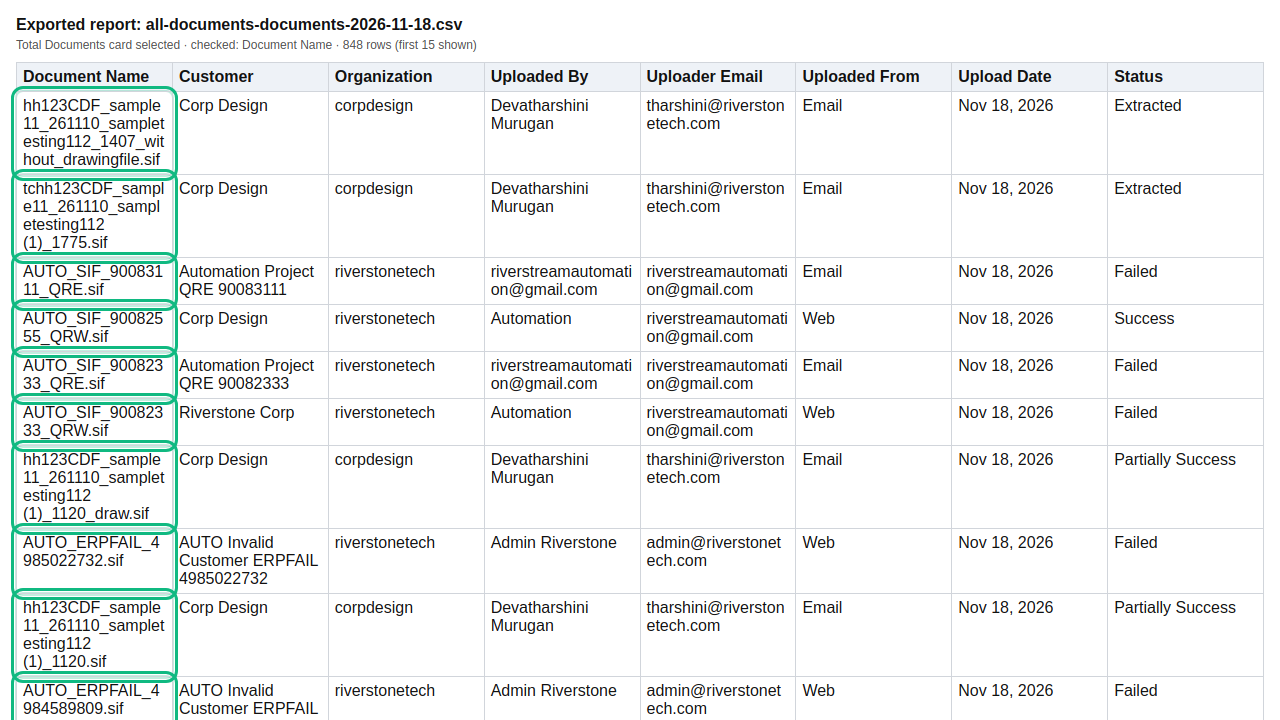 Exported report: all-documents-documents-2026-11-18.csv
Total Documents card selected · checked: Document Name · 848 rows (first 15 shown)
Document Name Customer Organization Uploaded By Uploader Email Uploaded From Upload Date Status
hh123CDF_sample Corp Design corpdesign Devatharshini tharshini@riverston Email Nov 18, 2026 Extracted
11_261110_samplet Murugan etech.com
esting112_1407_wit
hout_drawingfile.sif
tchh123CDF_sampl Corp Design corpdesign Devatharshini tharshini@riverston Email Nov 18, 2026 Extracted
e11_261110_sampl Murugan etech.com
etesting112
(1)_1775.sif
AUTO_SIF_900831 Automation Project riverstonetech riverstreamautomati riverstreamautomati Email Nov 18, 2026 Failed
11_QRE.sif QRE 90083111 on@gmail.com on@gmail.com
AUTO_SIF_900825 Corp Design riverstonetech Automation riverstreamautomati Web Nov 18, 2026 Success
55_QRW.sif on@gmail.com
AUTO_SIF_900823 Automation Project riverstonetech riverstreamautomati riverstreamautomati Email Nov 18, 2026 Failed
33_QRE.sif QRE 90082333 on@gmail.com on@gmail.com
AUTO_SIF_900823 Riverstone Corp riverstonetech Automation riverstreamautomati Web Nov 18, 2026 Failed
33_QRW.sif on@gmail.com
hh123CDF_sample Corp Design corpdesign Devatharshini tharshini@riverston Email Nov 18, 2026 Partially Success
11_261110_samplet Murugan etech.com
esting112
(1)_1120_draw.sif
AUTO_ERPFAIL_4 AUTO Invalid riverstonetech Admin Riverstone admin@riverstonet Web Nov 18, 2026 Failed
985022732.sif Customer ERPFAIL ech.com
4985022732
hh123CDF_sample Corp Design corpdesign Devatharshini tharshini@riverston Email Nov 18, 2026 Partially Success
11_261110_samplet Murugan etech.com
esting112
(1)_1120.sif
AUTO_ERPFAIL_4 AUTO Invalid riverstonetech Admin Riverstone admin@riverstonet Web Nov 18, 2026 Failed
984589809.sif Customer ERPFAIL ech.com